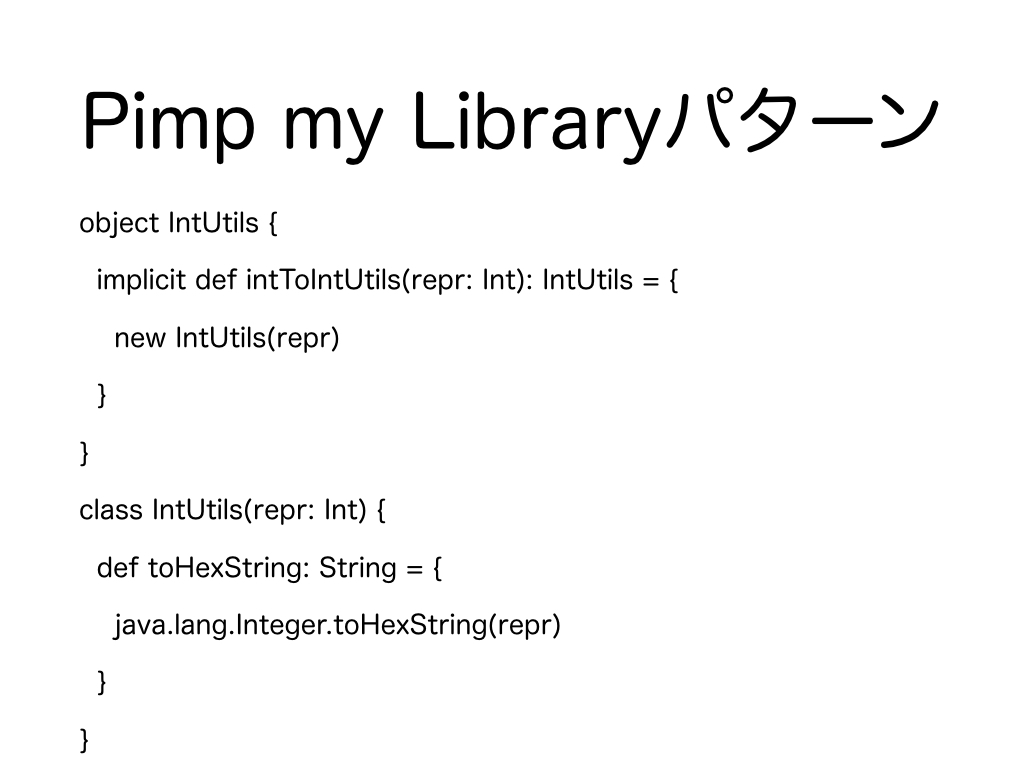 Pimp my Libraryパターン
object IntUtils {
implicit def intToIntUtils(repr: Int): IntUtils = {
new IntUtils(repr)
}
}
class IntUtils(repr: Int) {
def toHexString: String = {
java.lang.Integer.toHexString(repr)
}
}